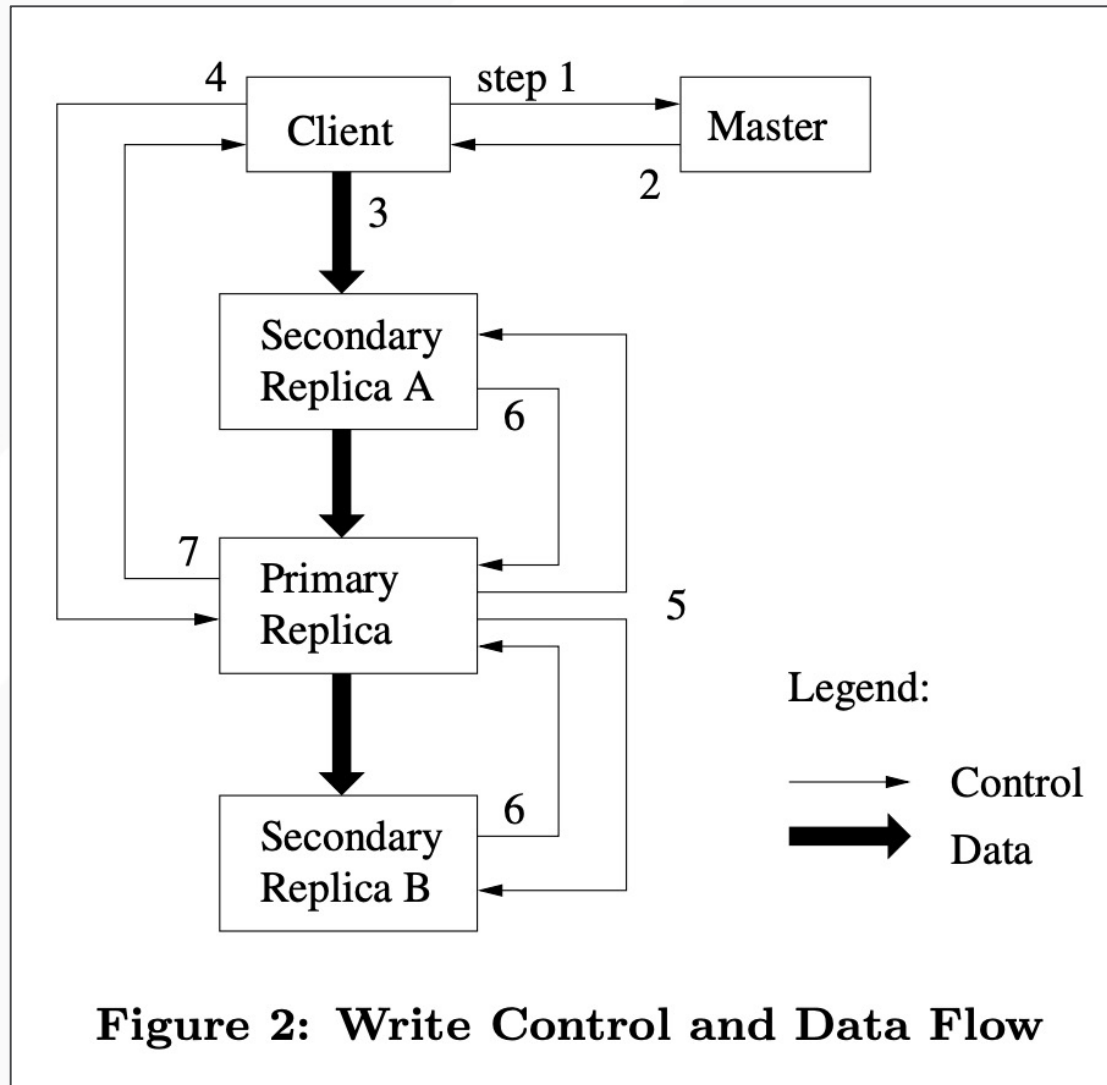 4
step 1
Client
Master
2
3
Secondary
Replica A
6
7
Primary
Replica
5
Legend:
Control
Data
6
Secondary
Replica B
Figure 2: Write Control and Data Flow